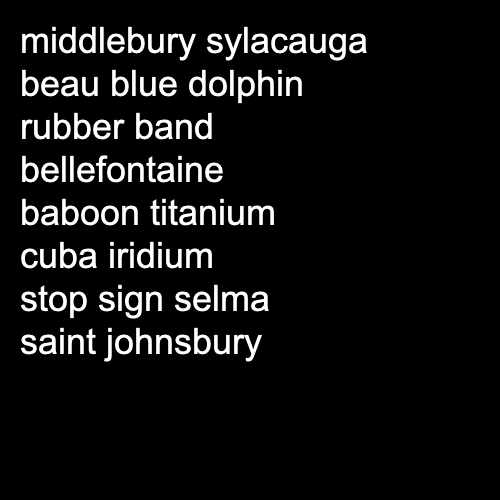 middlebury sylacauga
beau blue dolphin
rubber band
bellefontaine
baboon titanium
cuba iridium
stop sign selma
saint johnsbury